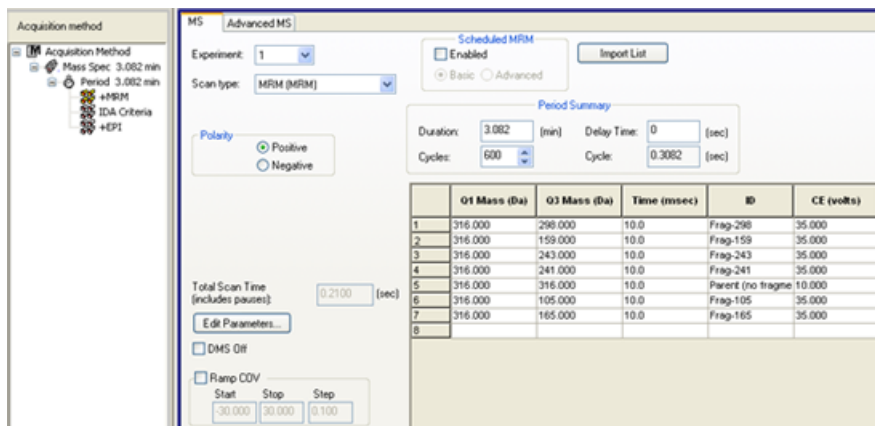 Acquisition method
Acquisition Method
Mass Spec 3.082 min
Period 3.082 min
+MRM
IDA Criteria
+EPI
MS Advanced MS
Experiment: 1
Scan type: MRM (MRM)
Scheduled MRM
Enabled
Basic Advanced
Import List
Polarity
Positive
Negative
Period Summary
Duration: 3.082 (min) Delay Time: 0 (sec)
Cycles: 600 Cycle: 0.3082 (sec)
Q1 Mass (Da) Q3 Mass (Da) Time (msec) ID CE (volts)
1 316.000 298.000 10.0 Frag-298 35.000
2 316.000 159.000 10.0 Frag-159 35.000
3 316.000 243.000 10.0 Frag-243 35.000
4 316.000 241.000 10.0 Frag-241 35.000
5 316.000 316.000 10.0 Parent (no fragme 10.000
6 316.000 105.000 10.0 Frag-105 35.000
7 316.000 165.000 10.0 Frag-165 35.000
8
Total Scan Time
(includes pauses): 0.2100 (sec)
Edit Parameters...
DMS Off
Ramp COV
Start Stop Step
-30.000 30.000 0.100